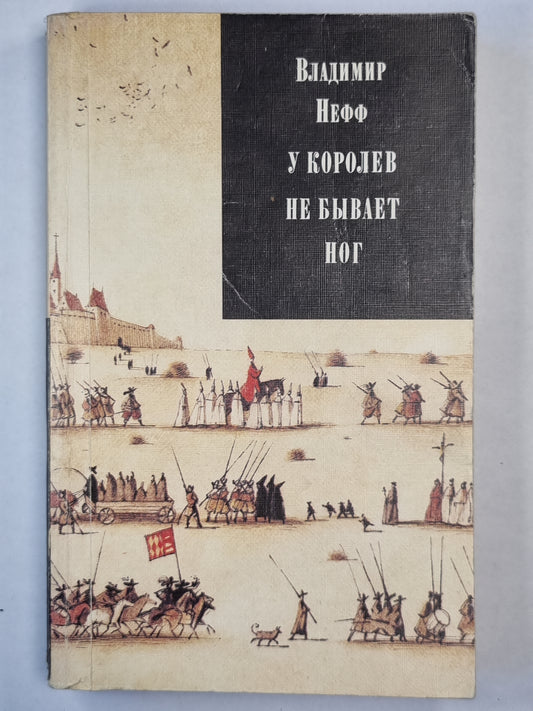 Владимир
Нефф
У королев
не бывает
ног